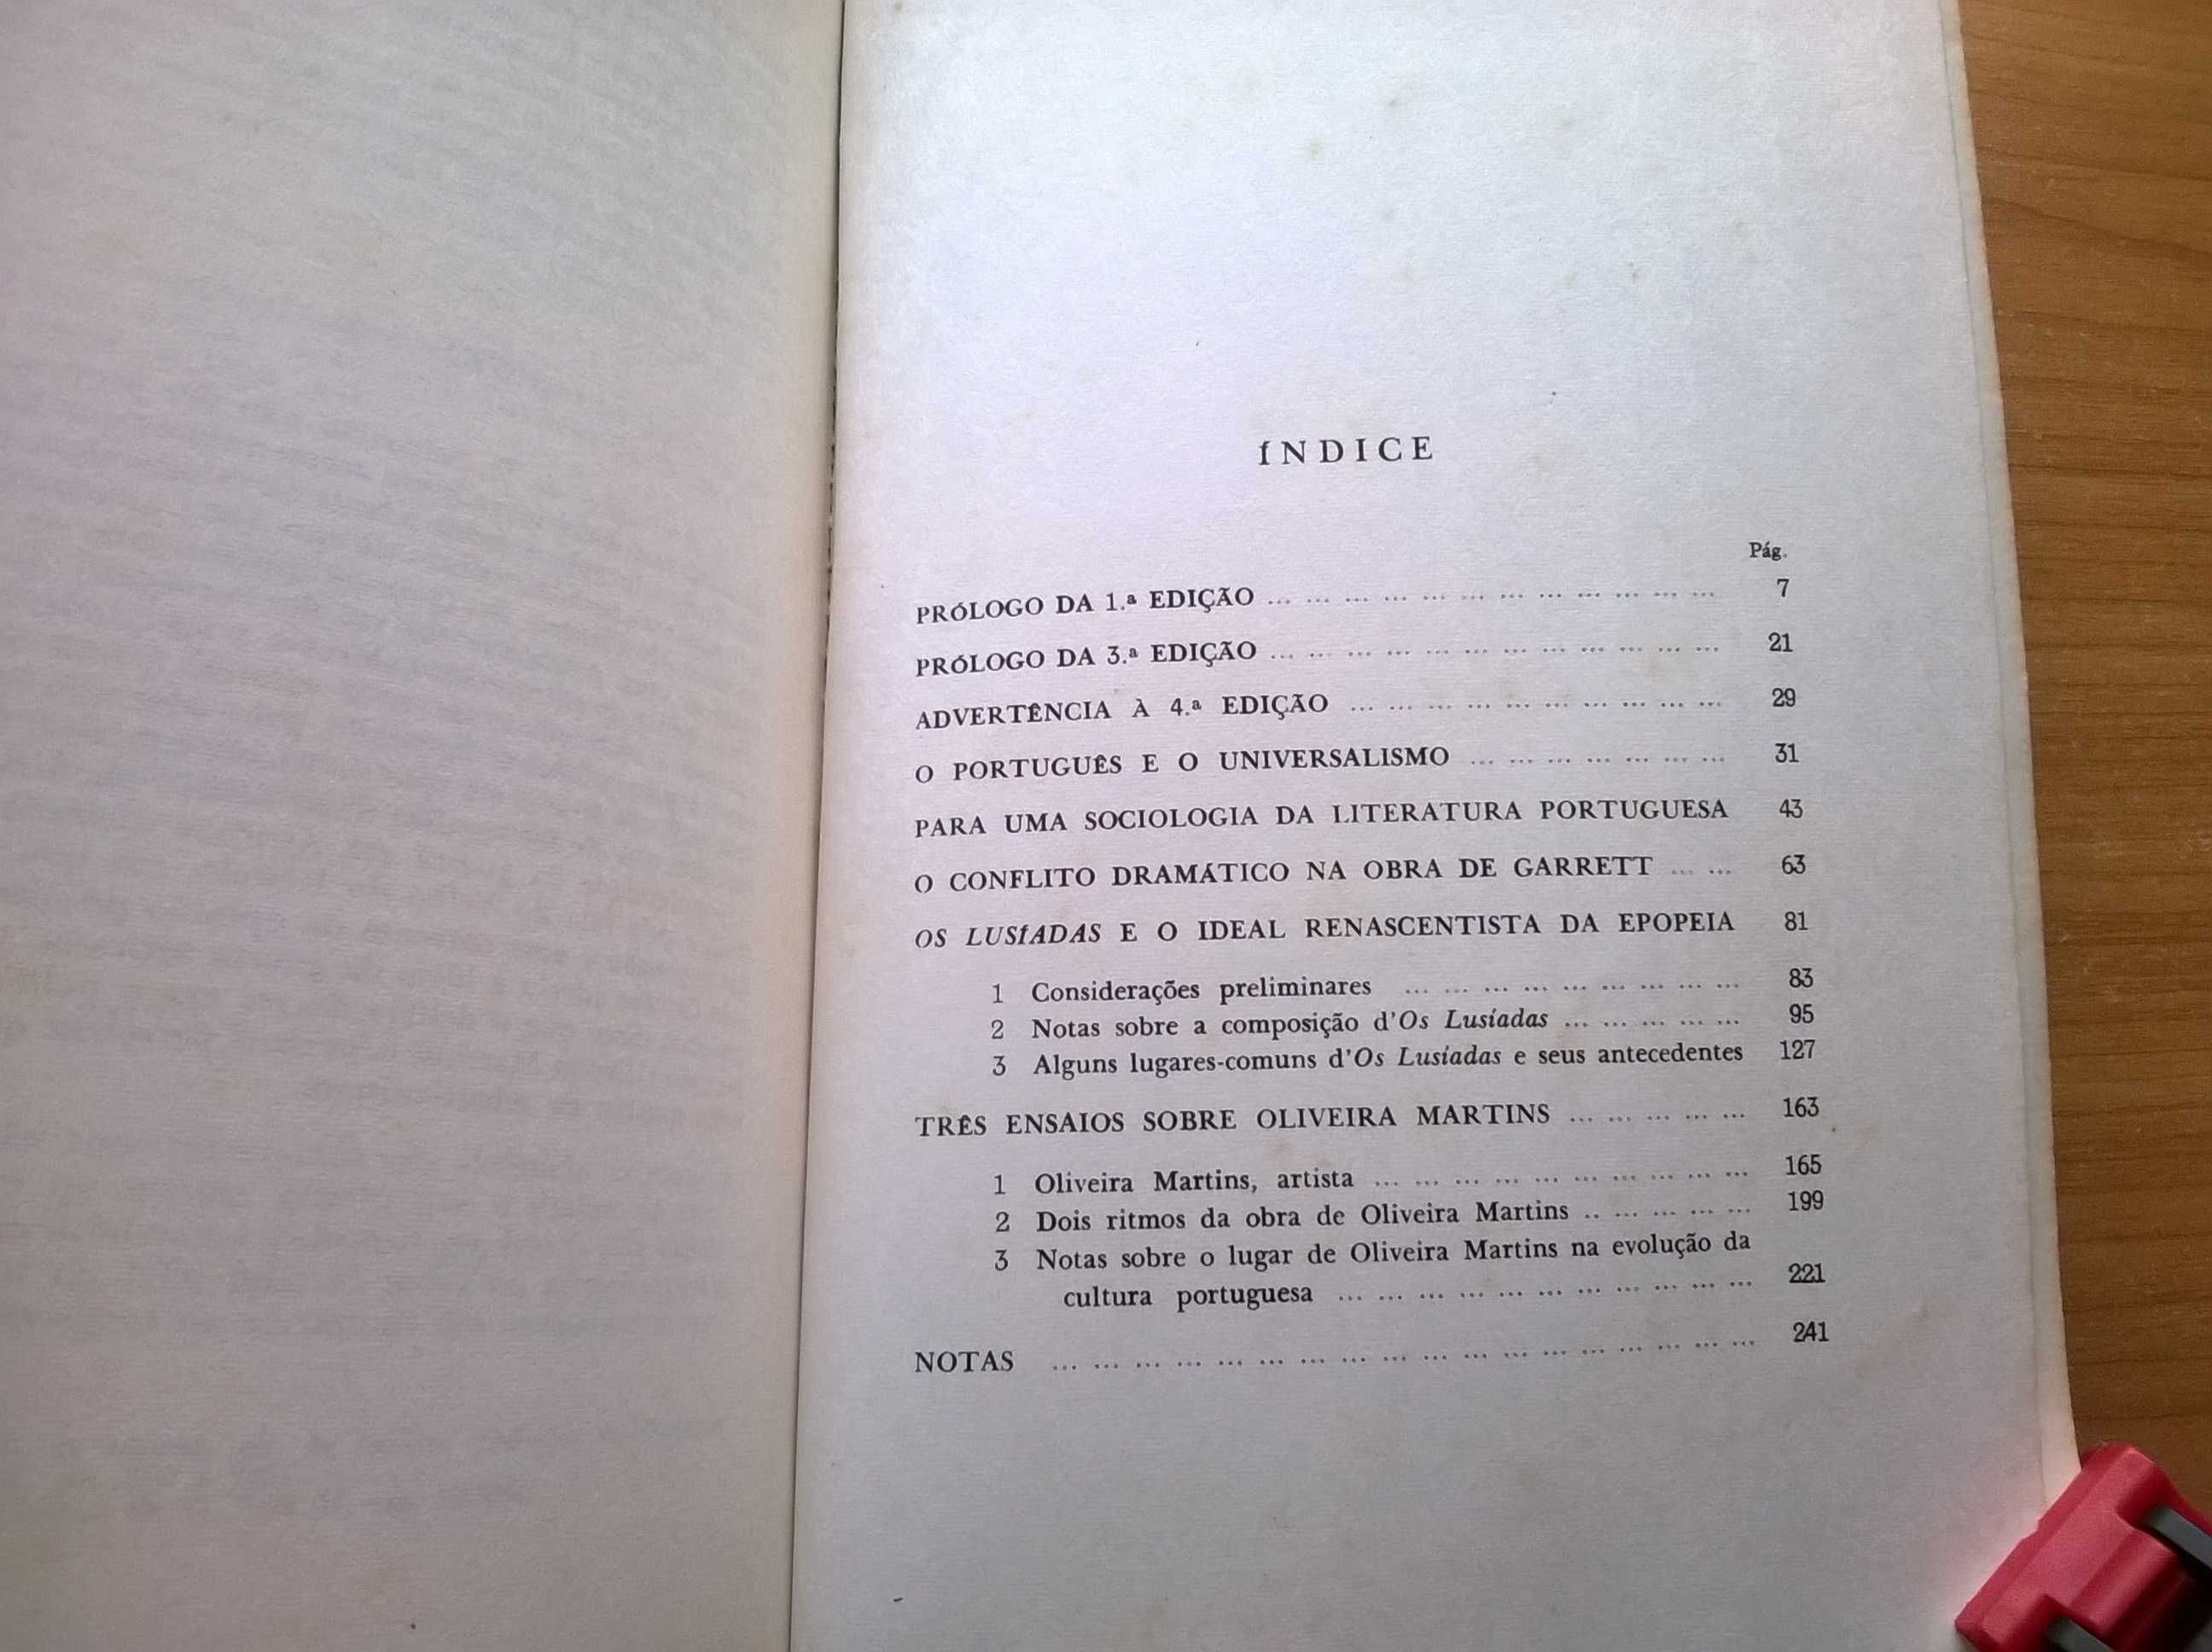 ÍNDICE
Pág.
PRÓLOGO DA 1.ª EDIÇÃO ... ... ... ... ... ... ... ... ... ... ... ... 7
PRÓLOGO DA 3.ª EDIÇÃO ... ... ... ... ... ... ... ... ... ... ... ... 21
ADVERTÊNCIA À 4.ª EDIÇÃO ... ... ... ... ... ... ... ... ... ... 29
O PORTUGUÊS E O UNIVERSALISMO ... ... ... ... ... ... ... 31
PARA UMA SOCIOLOGIA DA LITERATURA PORTUGUESA 43
O CONFLITO DRAMÁTICO NA OBRA DE GARRETT ... ... 63
OS LUSÍADAS E O IDEAL RENASCENTISTA DA EPOPEIA 81
1 Considerações preliminares ... ... ... ... ... ... ... ... ... 83
2 Notas sobre a composição d'Os Lusíadas ... ... ... ... ... 95
3 Alguns lugares-comuns d'Os Lusíadas e seus antecedentes 127
TRÊS ENSAIOS SOBRE OLIVEIRA MARTINS ... ... ... ... ... 163
1 Oliveira Martins, artista ... ... ... ... ... ... ... ... ... ... 165
2 Dois ritmos da obra de Oliveira Martins .. ... ... ... ... 199
3 Notas sobre o lugar de Oliveira Martins na evolução da
cultura portuguesa ... ... ... ... ... ... ... ... ... ... ... 221
NOTAS ... ... ... ... ... ... ... ... ... ... ... ... ... ... ... ... ... ... 241